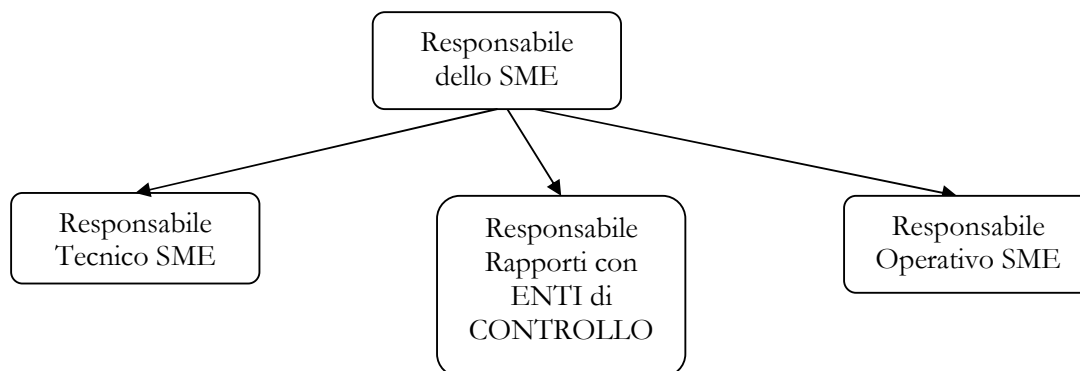 Responsabile
dello SME
Responsabile
Tecnico SME
Responsabile
Rapporti con
ENTI di
CONTROLLO
Responsabile
Operativo SME